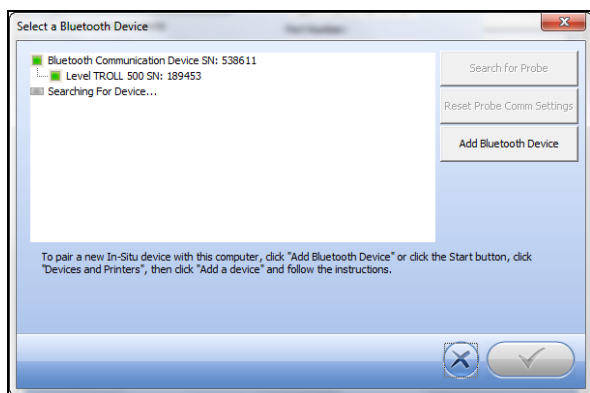 Select a Bluetooth Device
Bluetooth Communication Device SN: 538611
Level TROLL 500 SN: 189453
Searching For Device...
Search for Probe
Reset Probe Comm Settings
Add Bluetooth Device
To pair a new In-Situ device with this computer, click "Add Bluetooth Device" or click the Start button, click
"Devices and Printers", then click "Add a device" and follow the instructions.